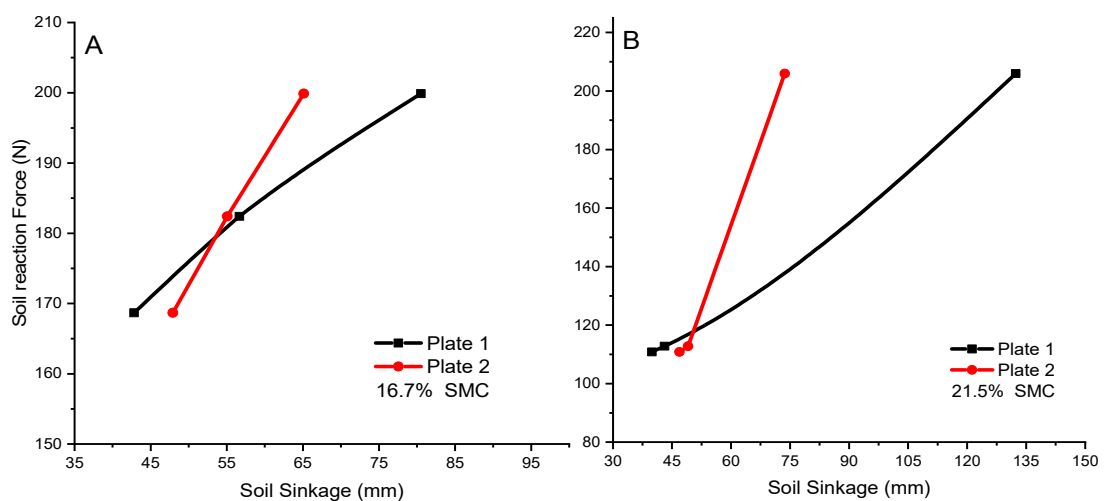 A
Soil reaction Force (N)
210
200
190
180
170
160
150
35 45 55 65 75 85 95
Soil Sinkage (mm)
Plate 1
Plate 2
16.7% SMC
B
220
200
180
160
140
120
100
80
30 45 60 75 90 105 120 135 150
Soil Sinkage (mm)
Plate 1
Plate 2
21.5% SMC